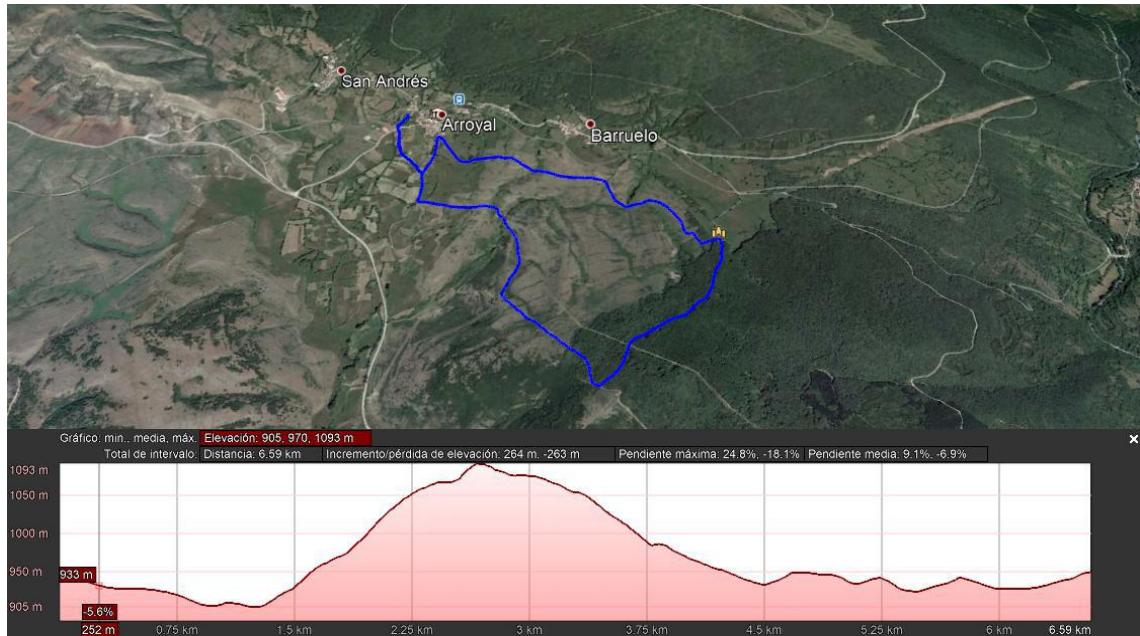 San Andrés
Arroyal
Barruelo
Gráfico: min., media, máx. Elevación: 905, 970, 1093 m
Total de intervalo: Distancia: 6.59 km Incremento/pérdida de elevación: 264 m, -263 m Pendiente máxima: 24.8%, -18.1% Pendiente media: 9.1%, -6.9%
1093 m
1050 m
1000 m
950 m
933 m
905 m
-5.6%
252 m 0.75 km 1.5 km 2.25 km 3 km 3.75 km 4.5 km 5.25 km 6 km 6.59 km